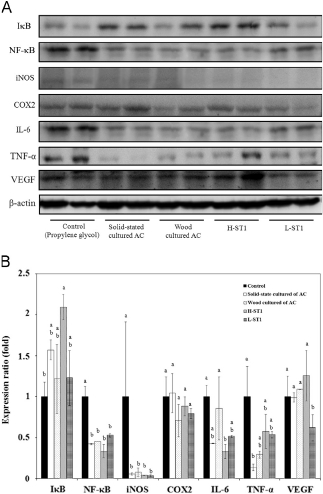 A
IκB
NF-κB
iNOS
COX2
IL-6
TNF-α
VEGF
β-actin
Control
(Propylene glycol)
Solid-stated
cultured AC
Wood
cultured AC
H-ST1
L-ST1
B
Expression ratio (fold)
2.5
2
1.5
1
0.5
0
Control
Solid-state cultured of AC
Wood cultured of AC
H-ST1
L-ST1
IκB
NF-κB
iNOS
COX2
IL-6
TNF-α
VEGF